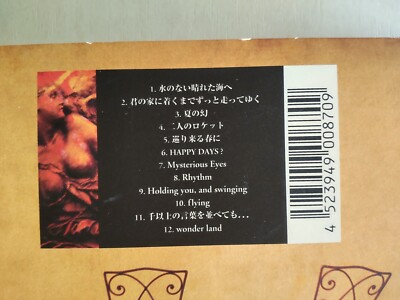 1. 水のない晴れた海へ
2. 君の家に着くまでずっと走ってゆく
3. 夏の幻
4. 二人のロケット
5. 巡り来る春に
6. HAPPY DAYS?
7. Mysterious Eyes
8. Rhythm
9. Holding you, and swinging
10. flying
11. 千以上の言葉を並べても...
12. wonder land
4 523949 008709